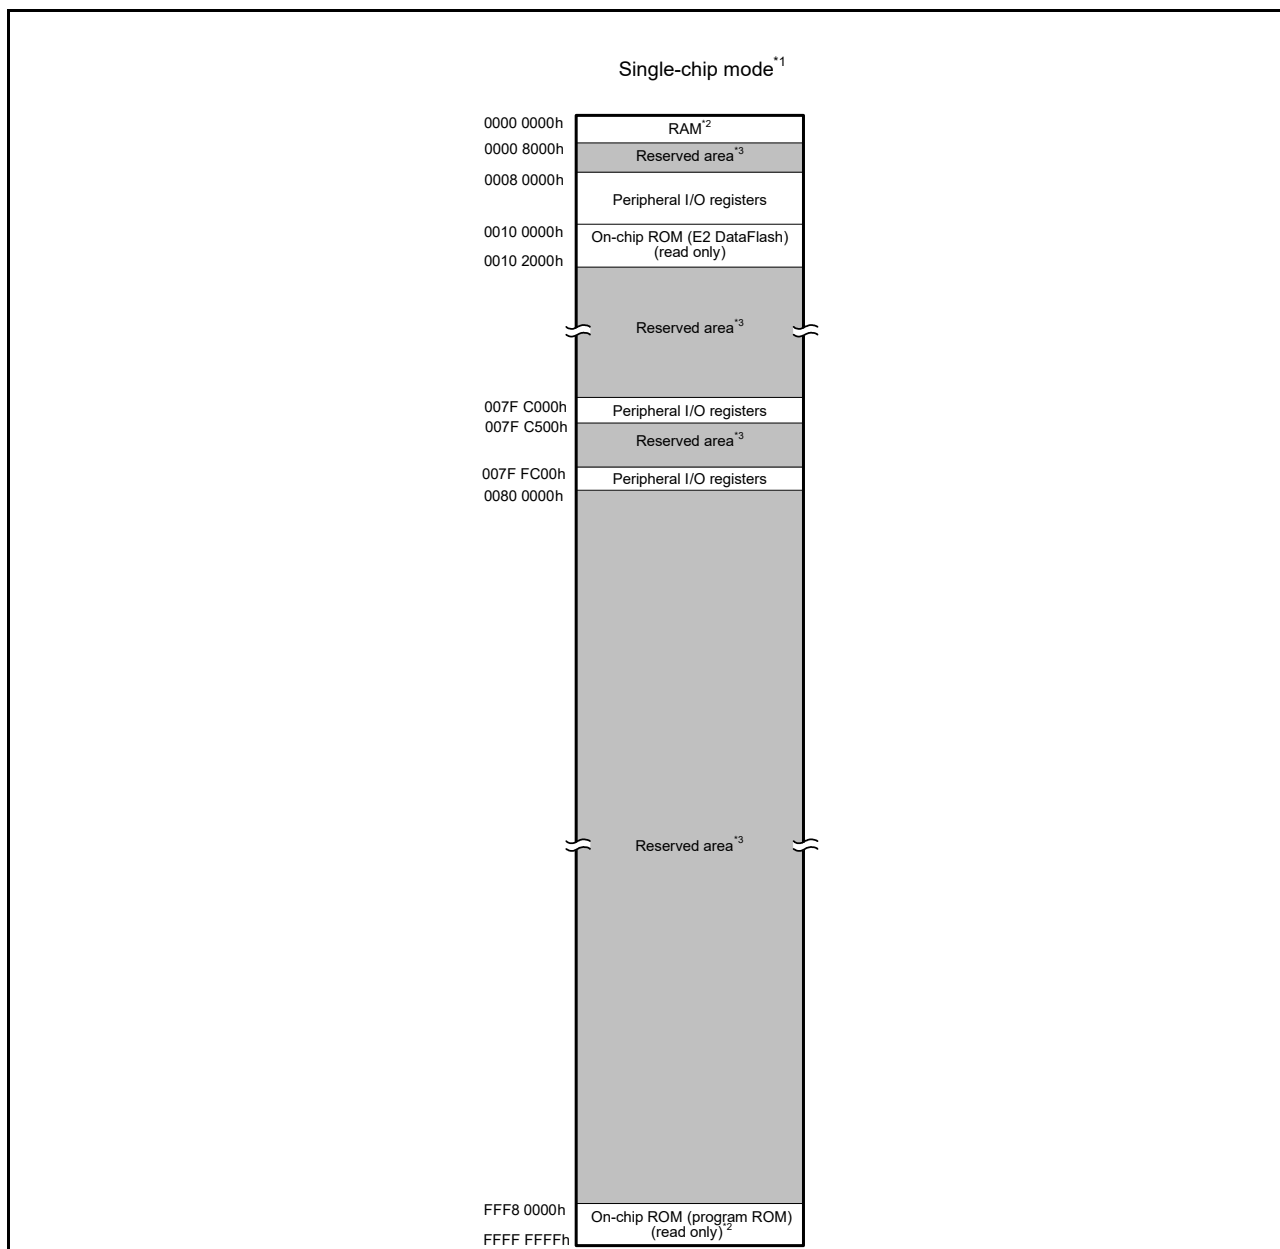 Single-chip mode*1
0000 0000h
RAM*2
0000 8000h
Reserved area*3
0008 0000h
Peripheral I/O registers
0010 0000h
On-chip ROM (E2 DataFlash)
(read only)
0010 2000h
Reserved area*3
007F C000h
Peripheral I/O registers
007F C500h
Reserved area*3
007F FC00h
Peripheral I/O registers
0080 0000h
Reserved area*3
FFF8 0000h
On-chip ROM (program ROM)
(read only)*2
FFFF FFFFh